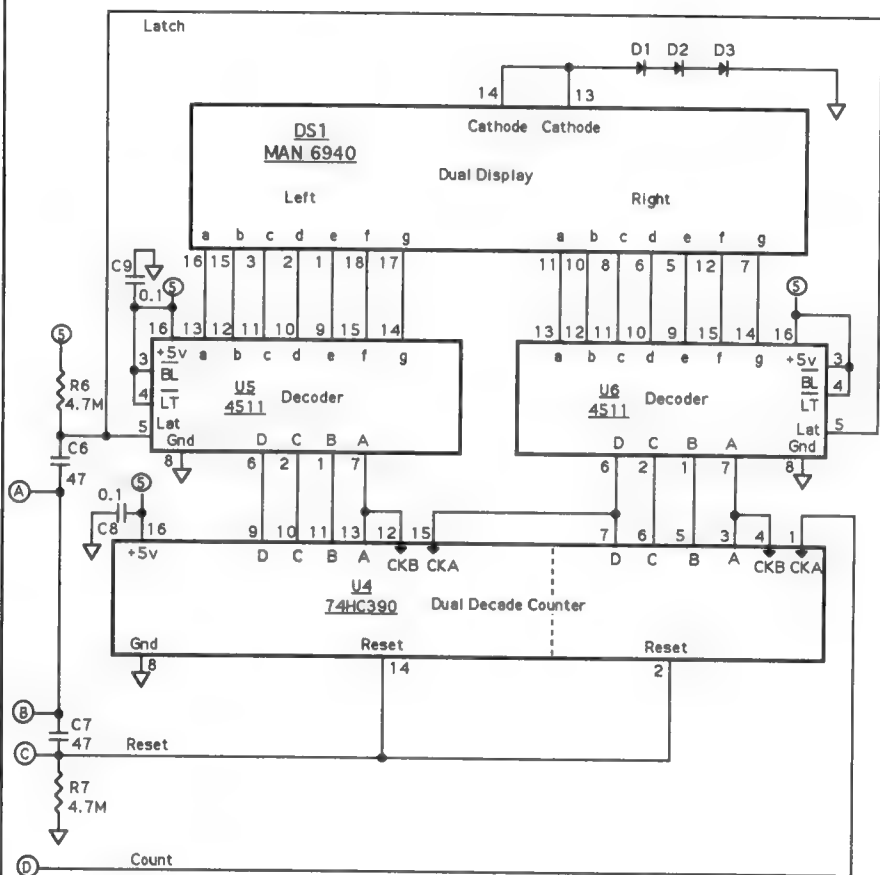 Latch
D1 D2 D3
14 13
DS1
Cathode Cathode
MAN 6940
Dual Display
Left Right
a b c d e f g a b c d e f g
16 15 3 2 1 18 17 11 10 8 6 5 12 7
C9
0.1 5 5
16 13 12 11 10 9 15 14 13 12 11 10 9 15 14 16
+5v a b c d e f g a b c d e f g +5v
5
3 BL U5 U6 BL 3
R6 4 LT 4511 Decoder 4511 Decoder LT 4
4.7M
5 Lat Lat 5
Gnd D C B A D C B A Gnd
C6 8 6 2 1 7 6 2 1 7 8
47
A
0.1 5
C8 16 9 10 11 13 12 15 7 6 5 3 4 1
+5v D C B A CKB CKA D C B A CKB CKA
U4
74HC390 Dual Decade Counter
Gnd Reset Reset
8 14 2
B
C7
47
C Reset
R7
4.7M
D Count